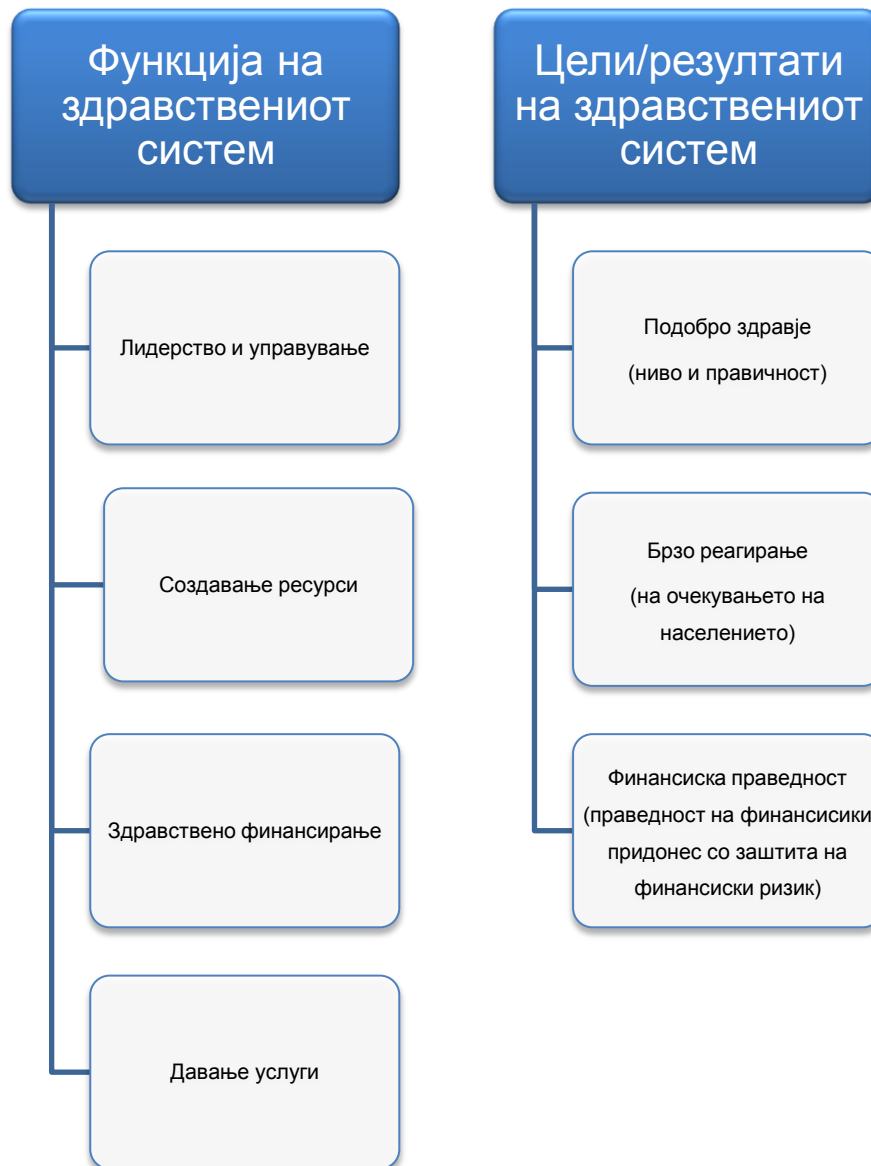 Функција на
здравствениот
систем
Лидерство и управување
Создавање ресурси
Здравствено финансирање
Давање услуги
Цели/резултати
на здравствениот
систем
Подобро здравје
(ниво и правичност)
Брзо реагирање
(на очекувањето на
населението)
Финансиска праведност
(праведност на финансисики
придонес со заштита на
финансиски ризик)